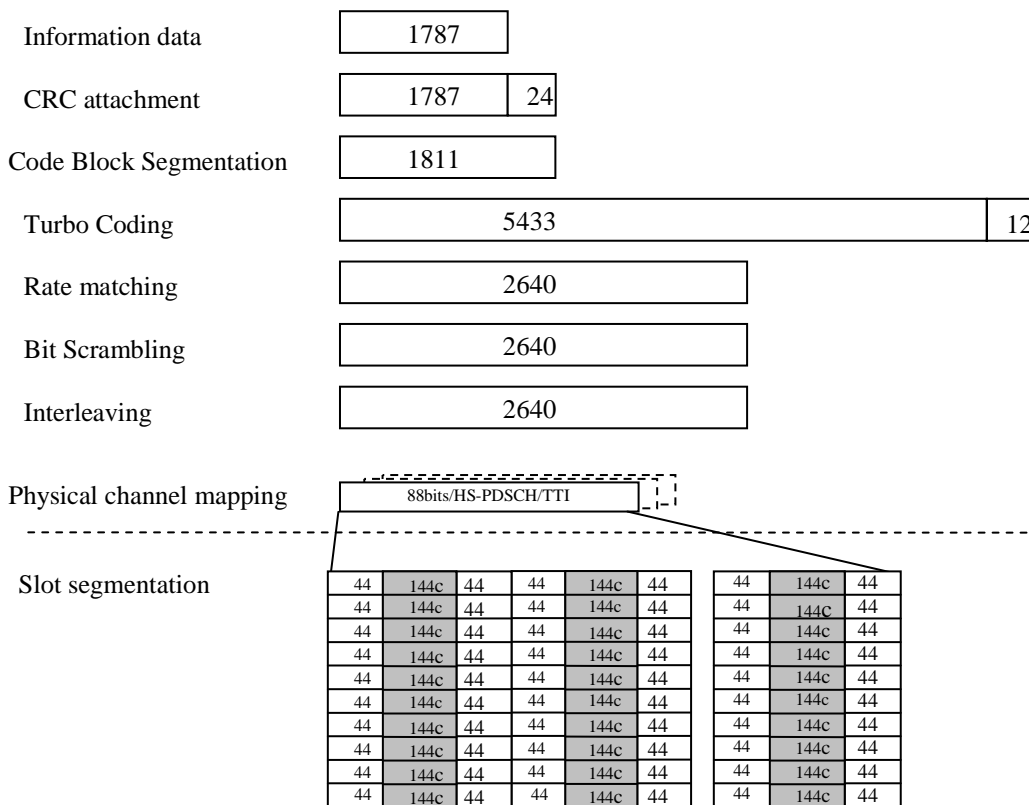 Information data 1787
CRC attachment 1787 24
Code Block Segmentation 1811
Turbo Coding 5433 12
Rate matching 2640
Bit Scrambling 2640
Interleaving 2640
Physical channel mapping 88bits/HS-PDSCH/TTI
Slot segmentation
44 144c 44 44 144c 44 44 144c 44
44 144c 44 44 144c 44 44 144c 44
44 144c 44 44 144c 44 44 144c 44
44 144c 44 44 144c 44 44 144c 44
44 144c 44 44 144c 44 44 144c 44
44 144c 44 44 144c 44 44 144c 44
44 144c 44 44 144c 44 44 144c 44
44 144c 44 44 144c 44 44 144c 44
44 144c 44 44 144c 44 44 144c 44
44 144c 44 44 144c 44 44 144c 44